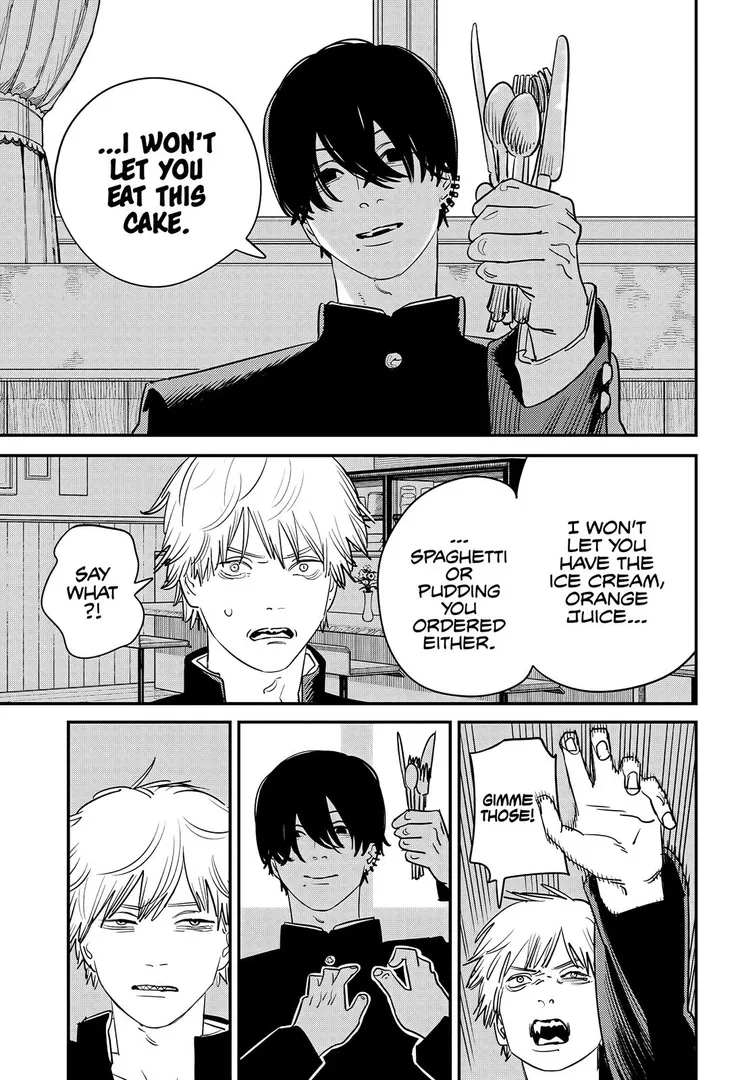 ...I WON'T
LET YOU
EAT THIS
CAKE.
I WON'T
LET YOU
HAVE THE
ICE CREAM,
ORANGE
JUICE...
...
SPAGHETTI
OR
PUDDING
YOU
ORDERED
EITHER.
SAY
WHAT
?!
GIMME
THOSE!